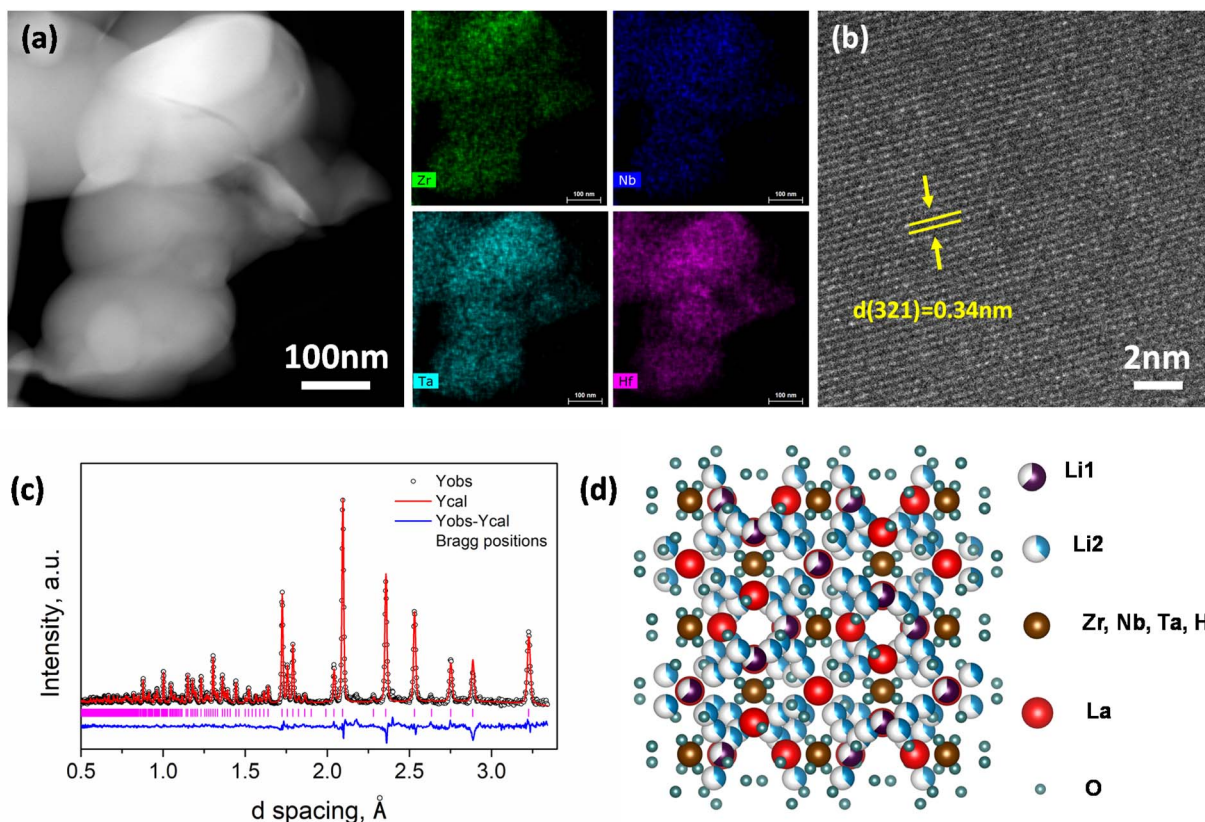 (a)
100nm
Zr
100 nm
Nb
100 nm
Ta
100 nm
Hf
100 nm
(b)
d(321)=0.34nm
2nm
(c)
Yobs
Ycal
Yobs-Ycal
Bragg positions
Intensity, a.u.
0.5 1.0 1.5 2.0 2.5 3.0
d spacing, Å
(d)
Li1
Li2
Zr, Nb, Ta, H
La
O